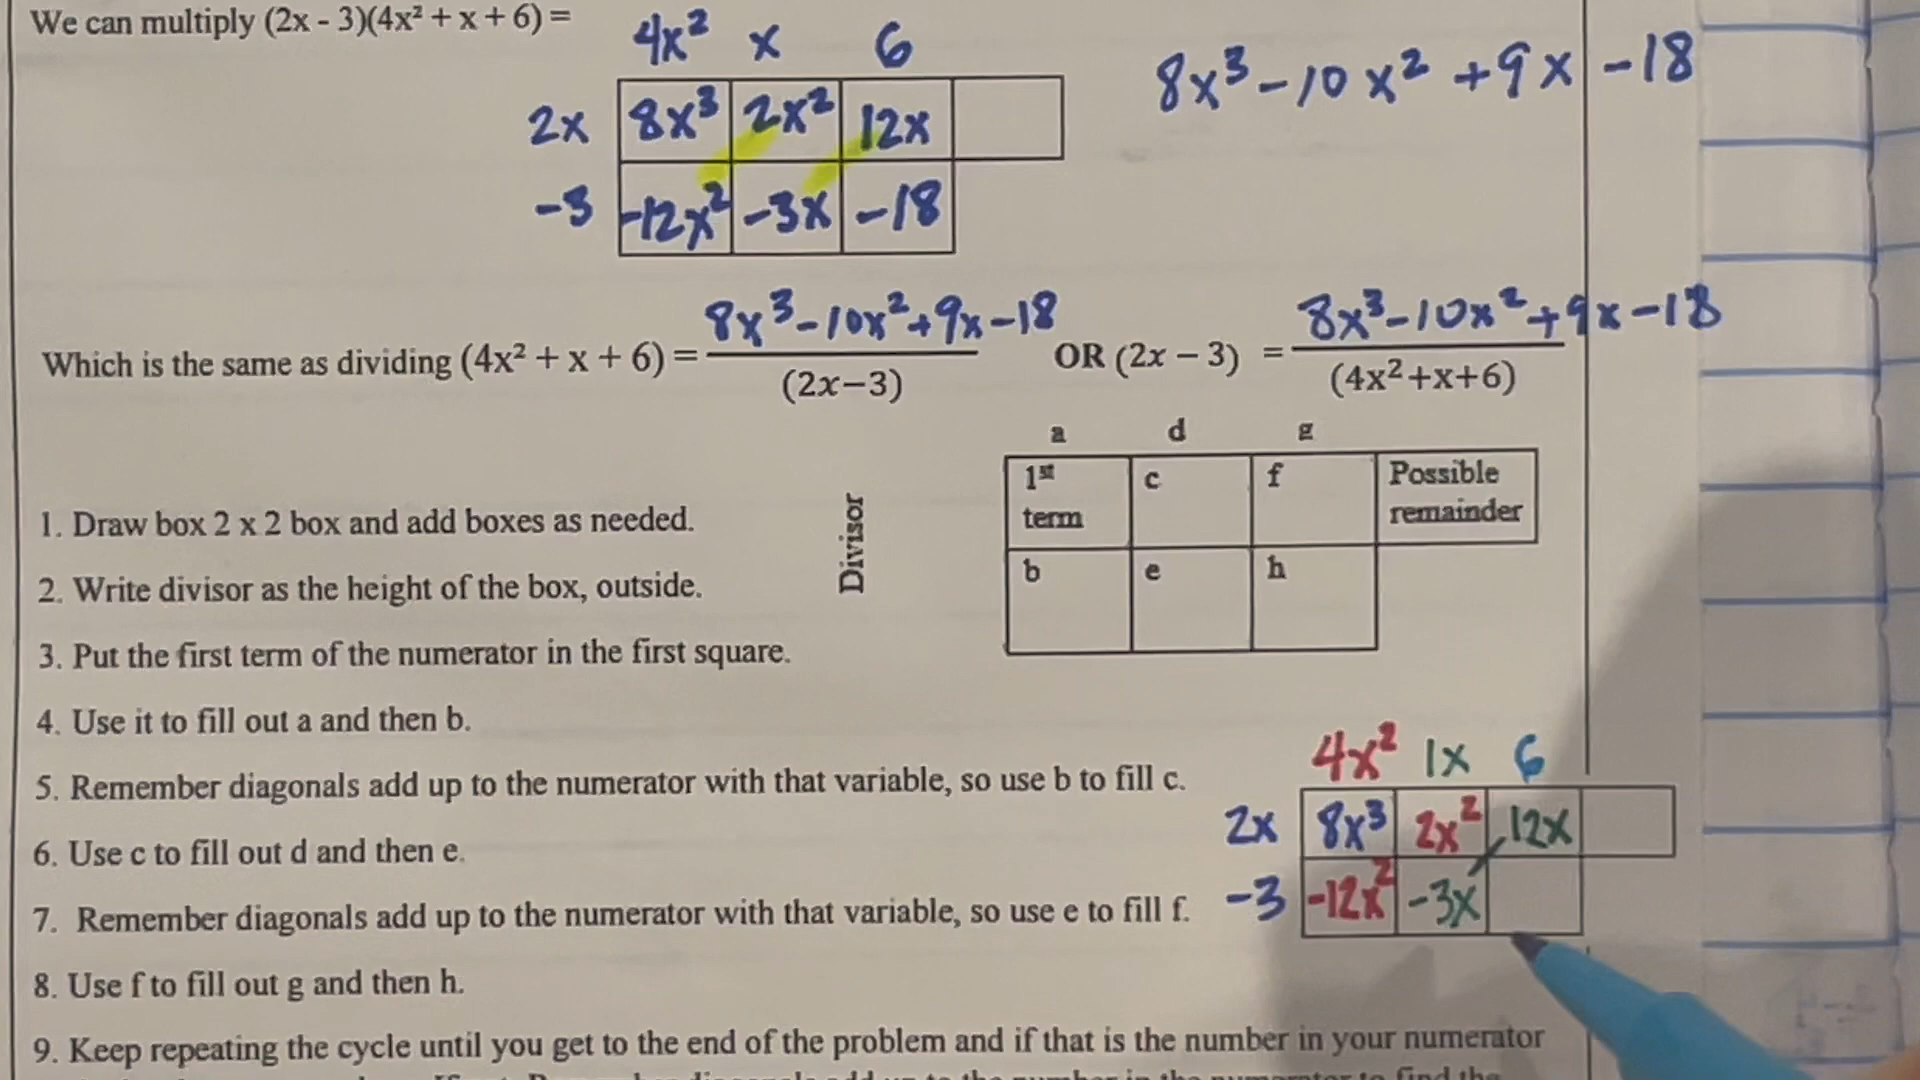 We can multiply (2x - 3)(4x² + x + 6) =
4x² x 6
8x³ - 10x² + 9x - 18
2x 8x³ 2x² 12x
-3 -12x² -3x -18
8x³ - 10x² + 9x - 18
8x³ - 10x² + 9x - 18
Which is the same as dividing (4x² + x + 6) =
(2x−3)
OR (2x − 3) =
(4x²+x+6)
a d g
1st term c f Possible remainder
b e h
Divisor
1. Draw box 2 x 2 box and add boxes as needed.
2. Write divisor as the height of the box, outside.
3. Put the first term of the numerator in the first square.
4. Use it to fill out a and then b.
5. Remember diagonals add up to the numerator with that variable, so use b to fill c.
6. Use c to fill out d and then e.
7. Remember diagonals add up to the numerator with that variable, so use e to fill f.
8. Use f to fill out g and then h.
4x² 1x 6
2x 8x³ 2x² 12x
-3 -12x² -3x
9. Keep repeating the cycle until you get to the end of the problem and if that is the number in your numerator